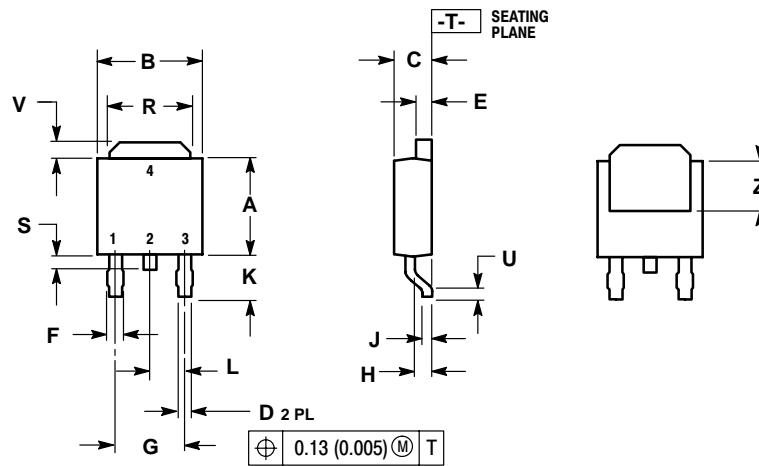 -T- SEATING
PLANE
C
B
V
R
E
4
Z
S
A
1 2 3
U
K
F
J
L
H
D 2 PL
G
⌖ 0.13 (0.005) Ⓜ T